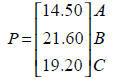 P = [14.50] A
[21.60] B
[19.20] C